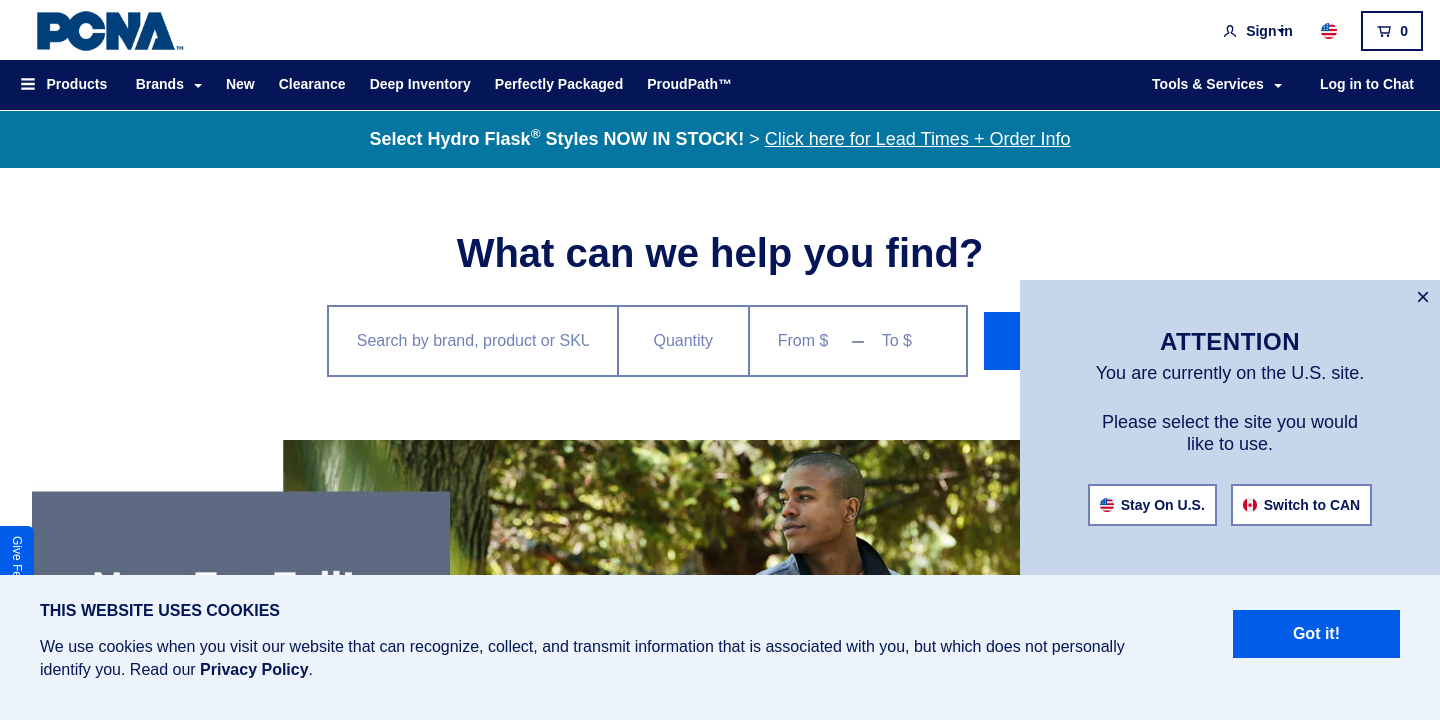 PCNA™
Sign in
0
Products
Brands
New
Clearance
Deep Inventory
Perfectly Packaged
ProudPath™
Tools & Services
Log in to Chat
Select Hydro Flask® Styles NOW IN STOCK! > Click here for Lead Times + Order Info
What can we help you find?
Search by brand, product or SKU
Quantity
From $ – To $
×
ATTENTION
You are currently on the U.S. site.
Please select the site you would
like to use.
Stay On U.S.
Switch to CAN
Give
THIS WEBSITE USES COOKIES
We use cookies when you visit our website that can recognize, collect, and transmit information that is associated with you, but which does not personally
identify you. Read our Privacy Policy.
Got it!